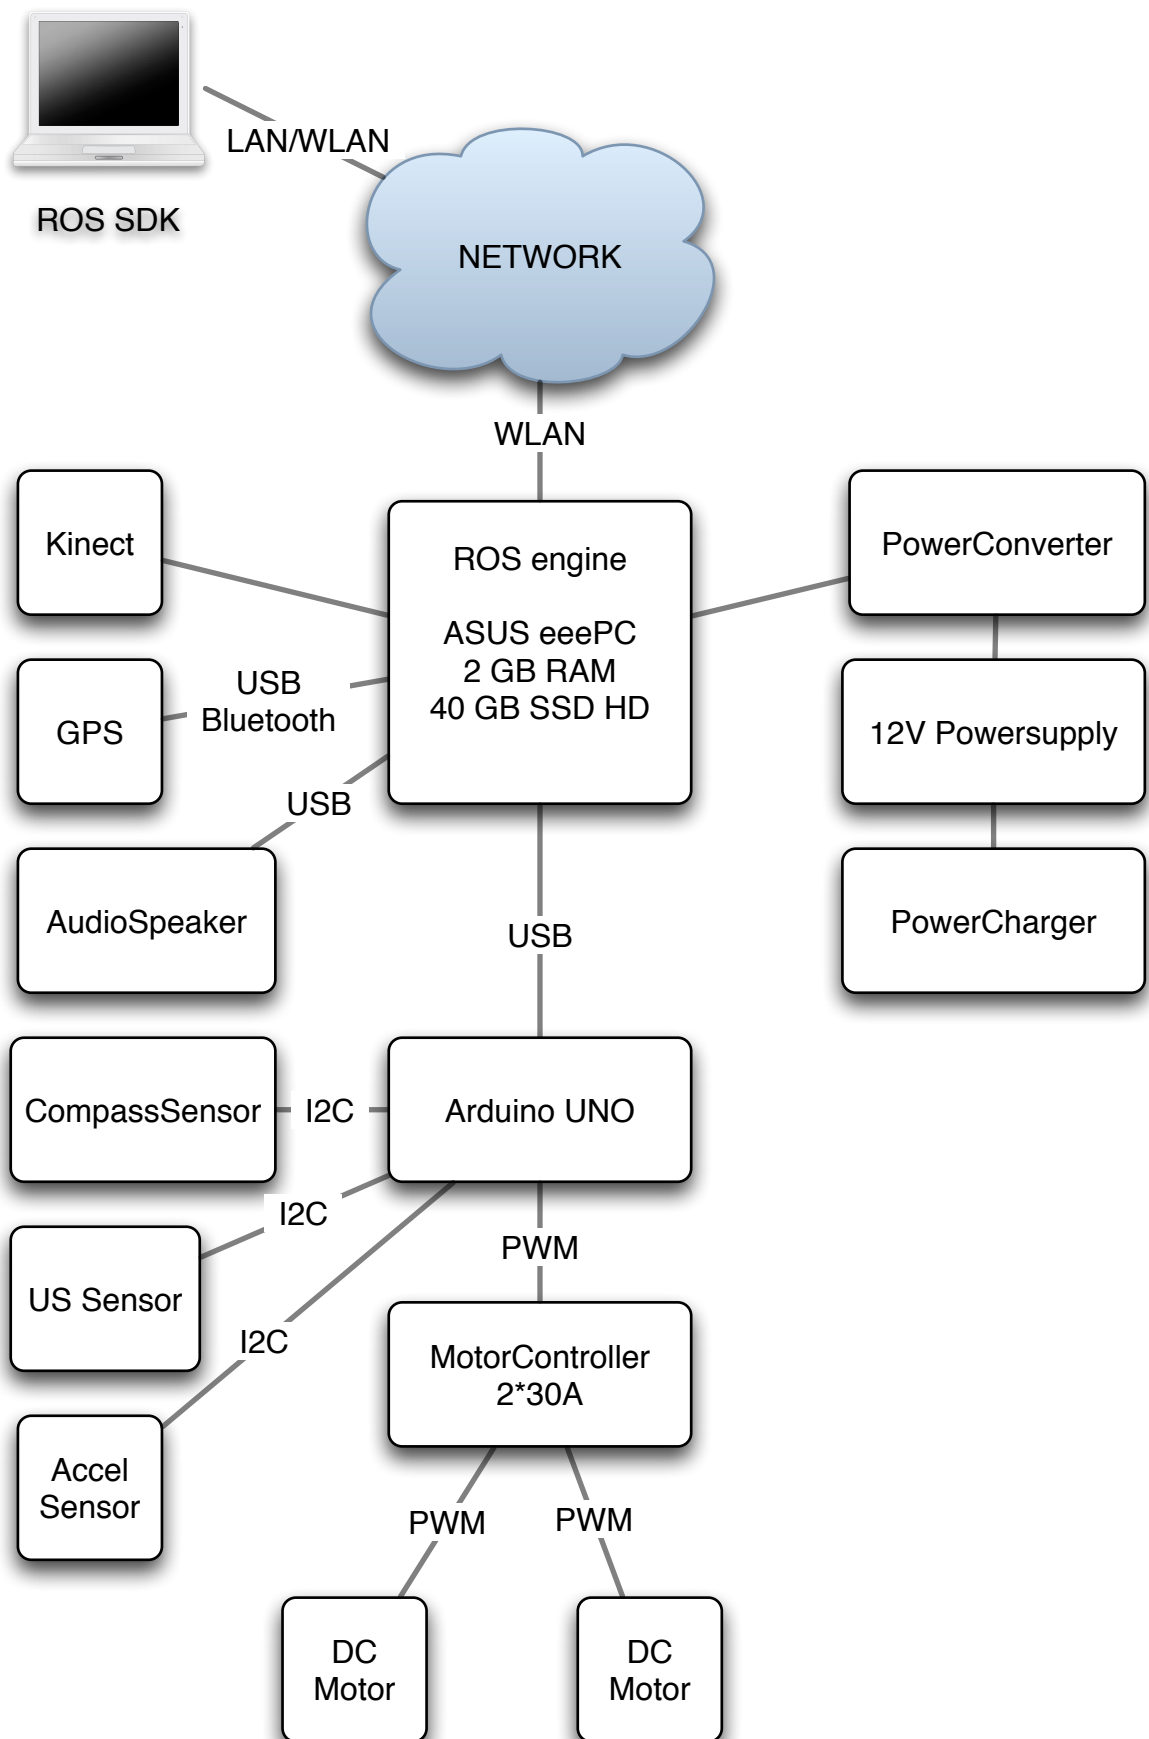 LAN/WLAN
ROS SDK
NETWORK
WLAN
Kinect
ROS engine
ASUS eeePC
2 GB RAM
40 GB SSD HD
PowerConverter
USB
Bluetooth
GPS
12V Powersupply
USB
AudioSpeaker
USB
PowerCharger
CompassSensor
I2C
Arduino UNO
I2C
US Sensor
PWM
I2C
MotorController
2*30A
Accel
Sensor
PWM
PWM
DC
Motor
DC
Motor